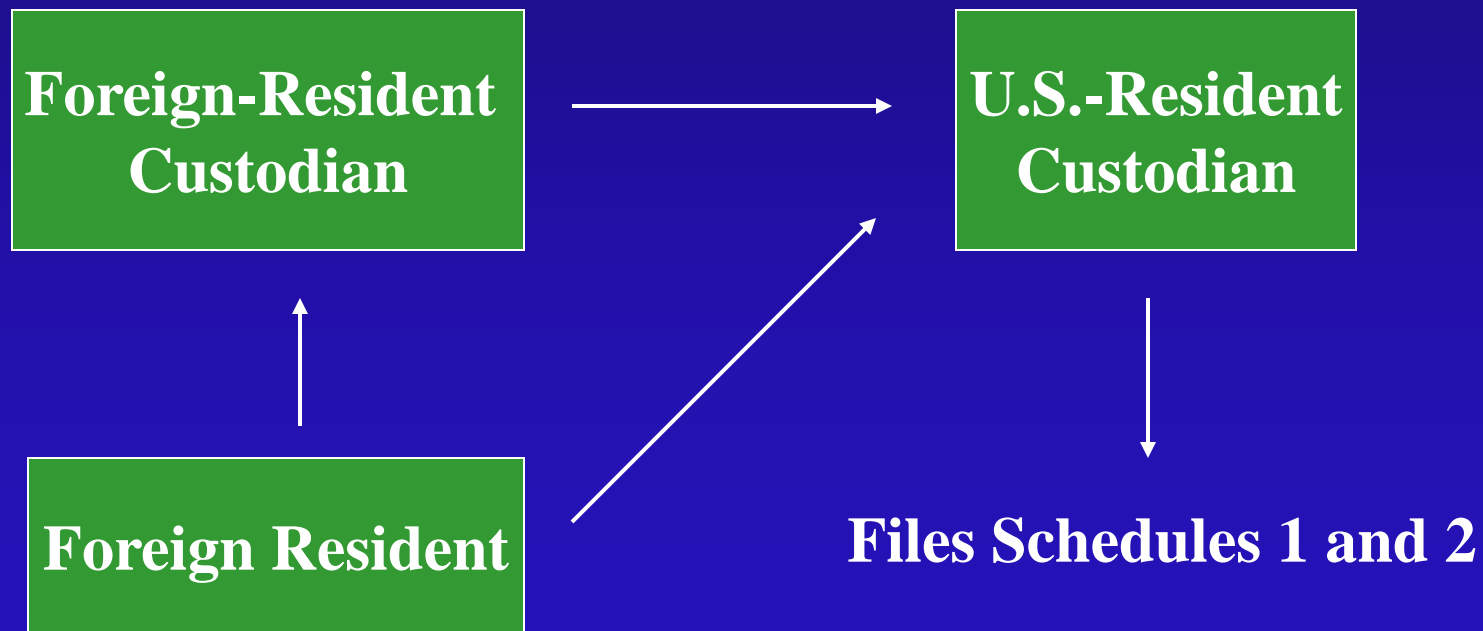 Foreign-Resident
Custodian
U.S.-Resident
Custodian
Foreign Resident
Files Schedules 1 and 2